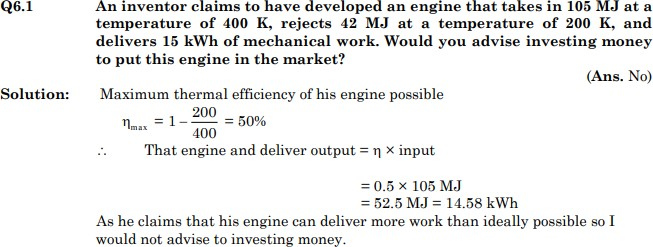 Q6.1 An inventor claims to have developed an engine that takes in 105 MJ at a
temperature of 400 K, rejects 42 MJ at a temperature of 200 K, and
delivers 15 kWh of mechanical work. Would you advise investing money
to put this engine in the market?
(Ans. No)
Solution: Maximum thermal efficiency of his engine possible
η_max = 1 − 200/400 = 50%
∴ That engine and deliver output = η × input
= 0.5 × 105 MJ
= 52.5 MJ = 14.58 kWh
As he claims that his engine can deliver more work than ideally possible so I
would not advise to investing money.